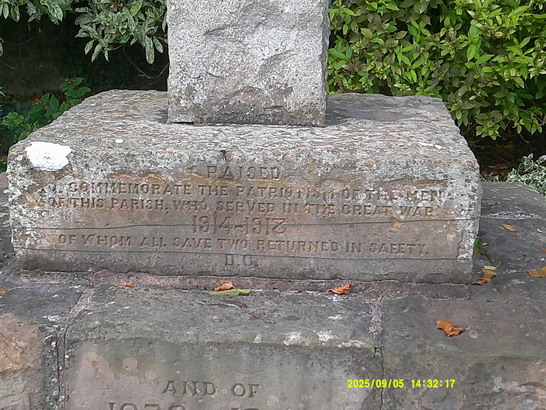 RAISED
TO COMMEMORATE THE PATRIOTISM OF THE MEN
OF THIS PARISH, WHO SERVED IN THE GREAT WAR
1914-1918
OF WHOM ALL SAVE TWO RETURNED IN SAFETY.
D.G.
AND OF
2025/09/05 14:32:17